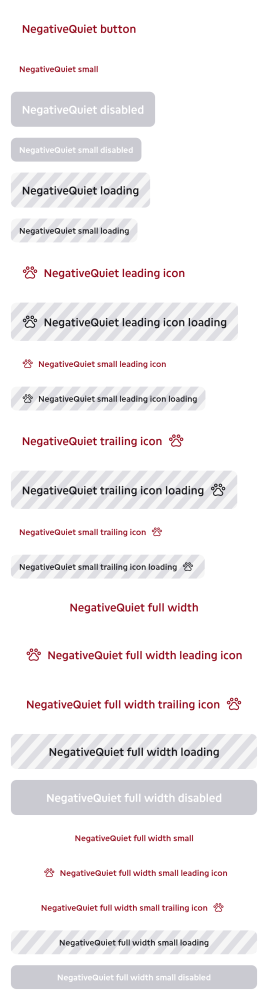 NegativeQuiet button
NegativeQuiet small
NegativeQuiet disabled
NegativeQuiet small disabled
NegativeQuiet loading
NegativeQuiet small loading
NegativeQuiet leading icon
NegativeQuiet leading icon loading
NegativeQuiet small leading icon
NegativeQuiet small leading icon loading
NegativeQuiet trailing icon
NegativeQuiet trailing icon loading
NegativeQuiet small trailing icon
NegativeQuiet small trailing icon loading
NegativeQuiet full width
NegativeQuiet full width leading icon
NegativeQuiet full width trailing icon
NegativeQuiet full width loading
NegativeQuiet full width disabled
NegativeQuiet full width small
NegativeQuiet full width small leading icon
NegativeQuiet full width small trailing icon
NegativeQuiet full width small loading
NegativeQuiet full width small disabled